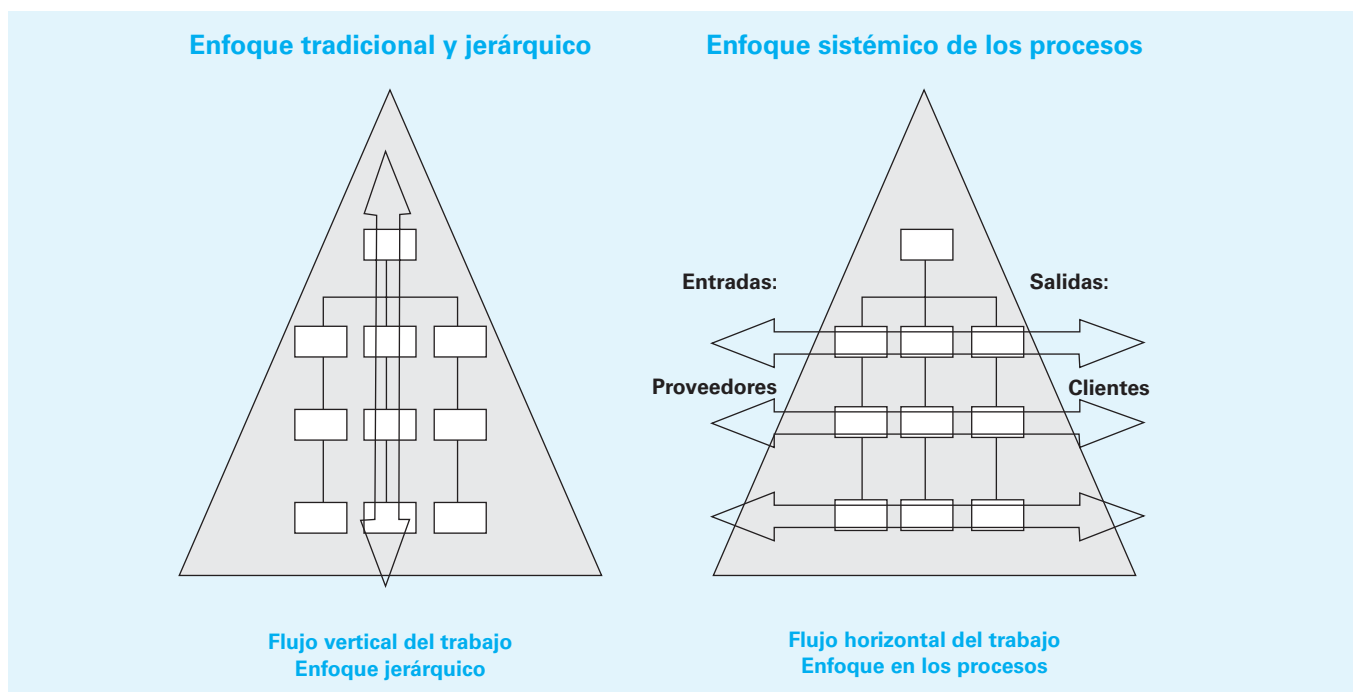 Enfoque tradicional y jerárquico
Enfoque sistémico de los procesos
Entradas:
Salidas:
Proveedores
Clientes
Flujo vertical del trabajo
Enfoque jerárquico
Flujo horizontal del trabajo
Enfoque en los procesos